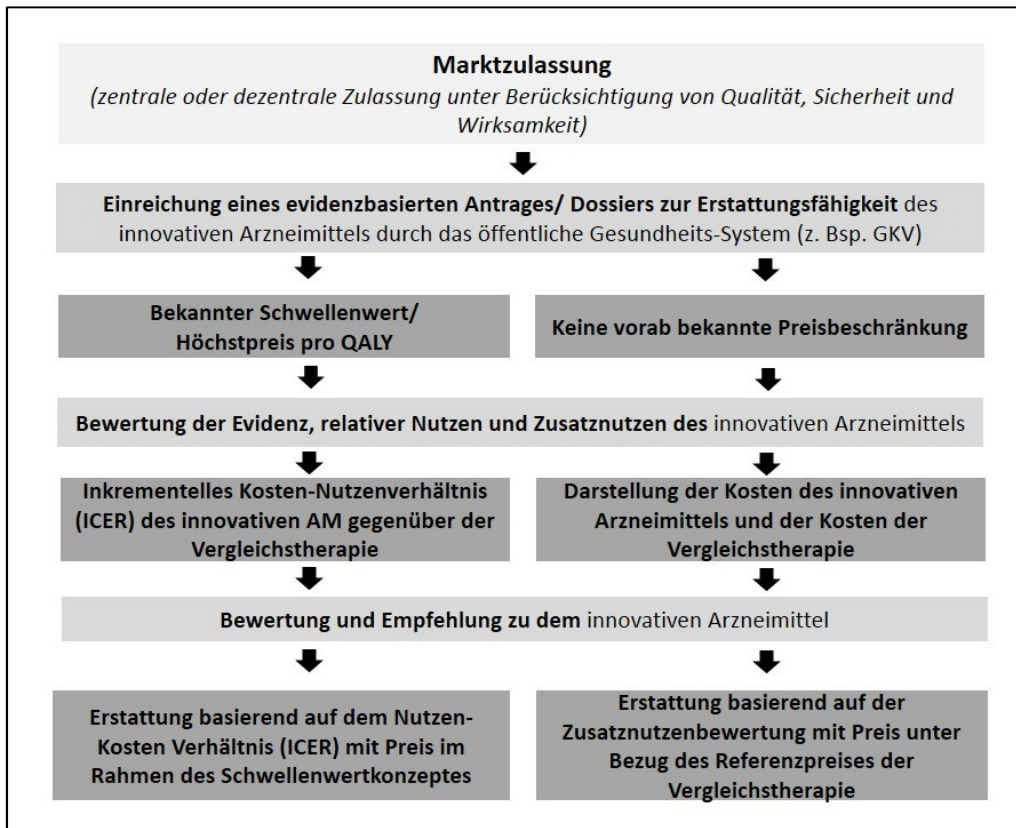 Marktzulassung
(zentrale oder dezentrale Zulassung unter Berücksichtigung von Qualität, Sicherheit und
Wirksamkeit)
Einreichung eines evidenzbasierten Antrages/ Dossiers zur Erstattungsfähigkeit des
innovativen Arzneimittels durch das öffentliche Gesundheits-System (z. Bsp. GKV)
Bekannter Schwellenwert/
Höchstpreis pro QALY
Keine vorab bekannte Preisbeschränkung
Bewertung der Evidenz, relativer Nutzen und Zusatznutzen des innovativen Arzneimittels
Inkrementelles Kosten-Nutzenverhältnis
(ICER) des innovativen AM gegenüber der
Vergleichstherapie
Darstellung der Kosten des innovativen
Arzneimittels und der Kosten der
Vergleichstherapie
Bewertung und Empfehlung zu dem innovativen Arzneimittel
Erstattung basierend auf dem Nutzen-
Kosten Verhältnis (ICER) mit Preis im
Rahmen des Schwellenwertkonzeptes
Erstattung basierend auf der
Zusatznutzenbewertung mit Preis unter
Bezug des Referenzpreises der
Vergleichstherapie